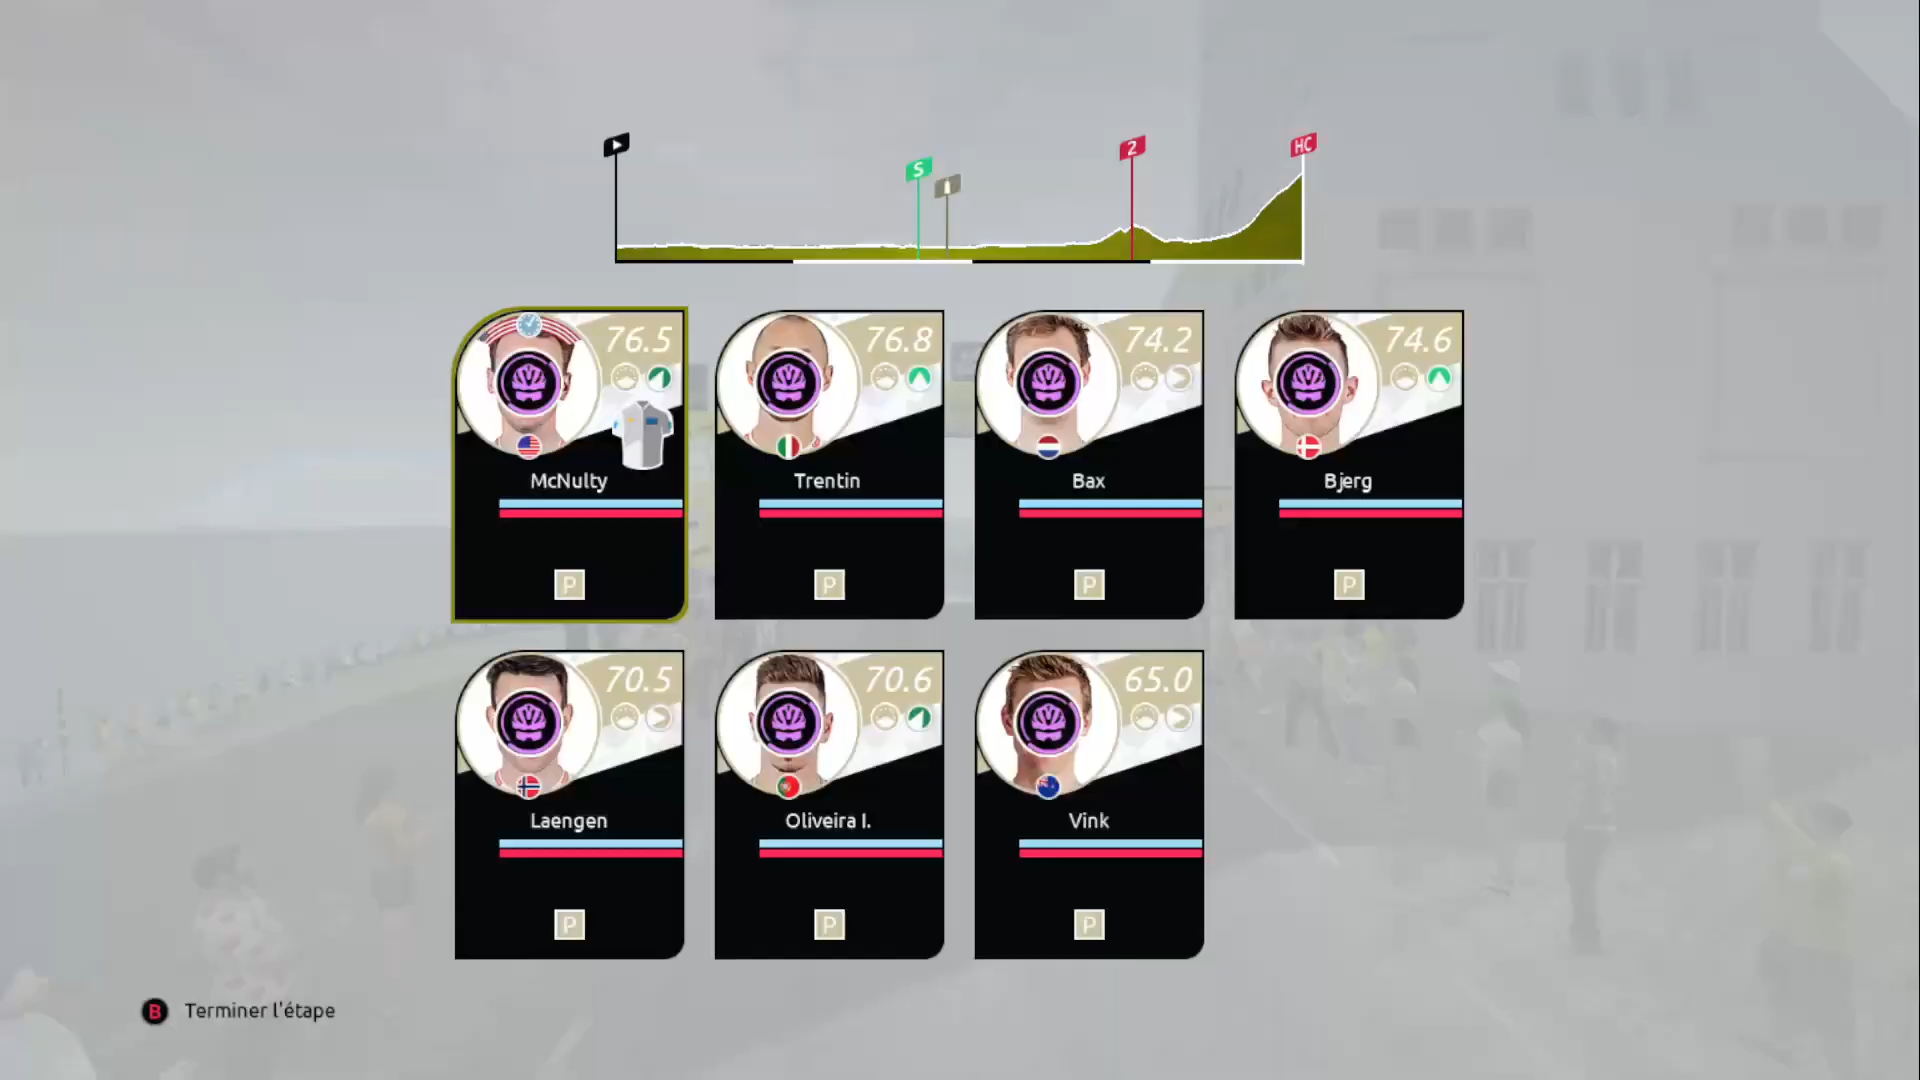 2
HC
S
76.5
76.8
74.2
74.6
McNulty
Trentin
Bax
Bjerg
P
P
P
P
70.5
70.6
65.0
Laengen
Oliveira I.
Vink
P
P
P
B Terminer l'étape